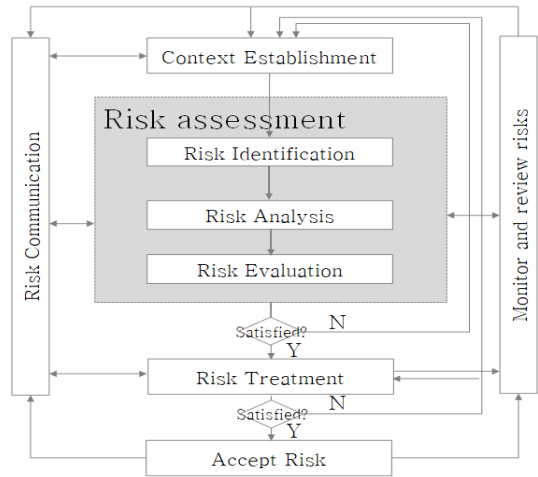 Context Establishment
Risk assessment
Risk Identification
Risk Analysis
Risk Evaluation
Satisfied?
N
Y
Risk Treatment
Satisfied?
N
Y
Accept Risk
Risk Communication
Monitor and review risks